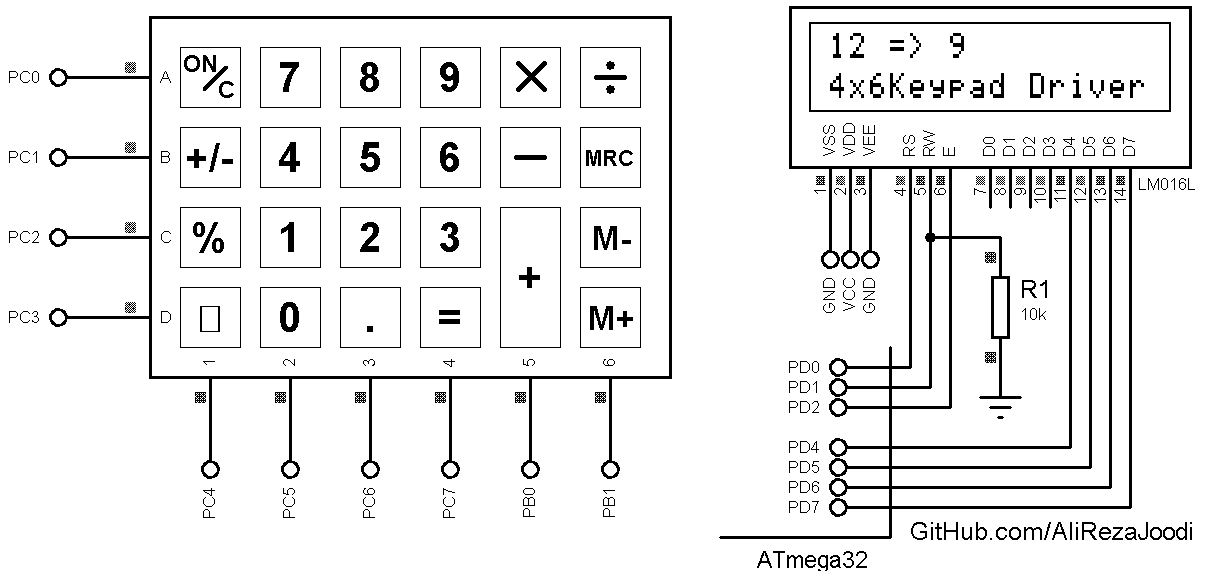 PC0 A ON/C 7 8 9 × ÷
PC1 B +/- 4 5 6 − MRC
PC2 C % 1 2 3 M-
+
PC3 D 0 . = M+
1 2 3 4 5 6
PC4 PC5 PC6 PC7 PB0 PB1
12 => 9
4x6Keypad Driver
VSS VDD VEE RS RW E D0 D1 D2 D3 D4 D5 D6 D7
1 2 3 4 5 6 7 8 9 10 11 12 13 14
LM016L
GND VCC GND
R1
10k
PD0
PD1
PD2
PD4
PD5
PD6
PD7
GitHub.com/AliRezaJoodi
ATmega32